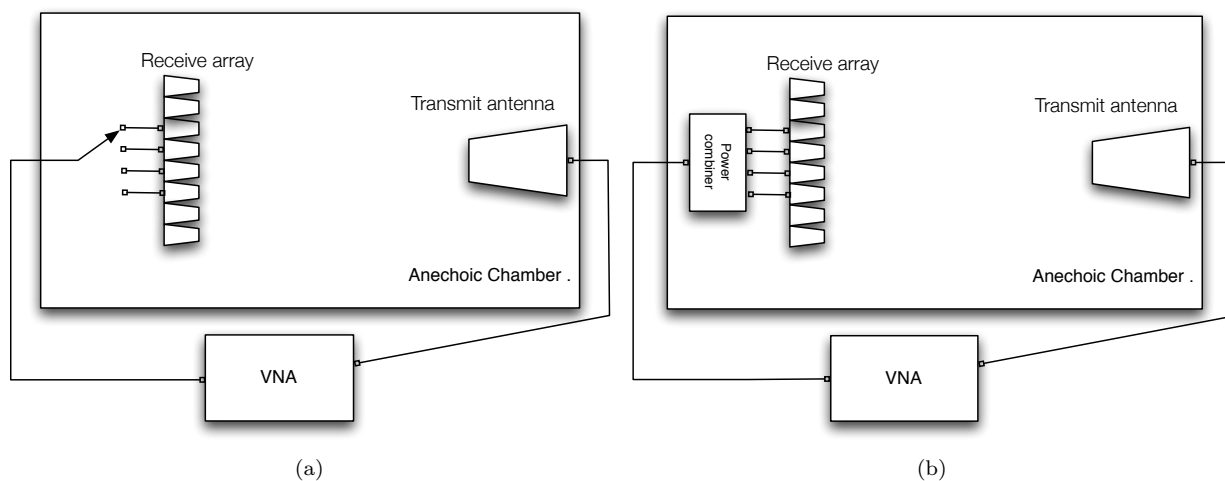 Receive array
Transmit antenna
Anechoic Chamber .
VNA
(a)
Receive array
Transmit antenna
Power
combiner
Anechoic Chamber .
VNA
(b)